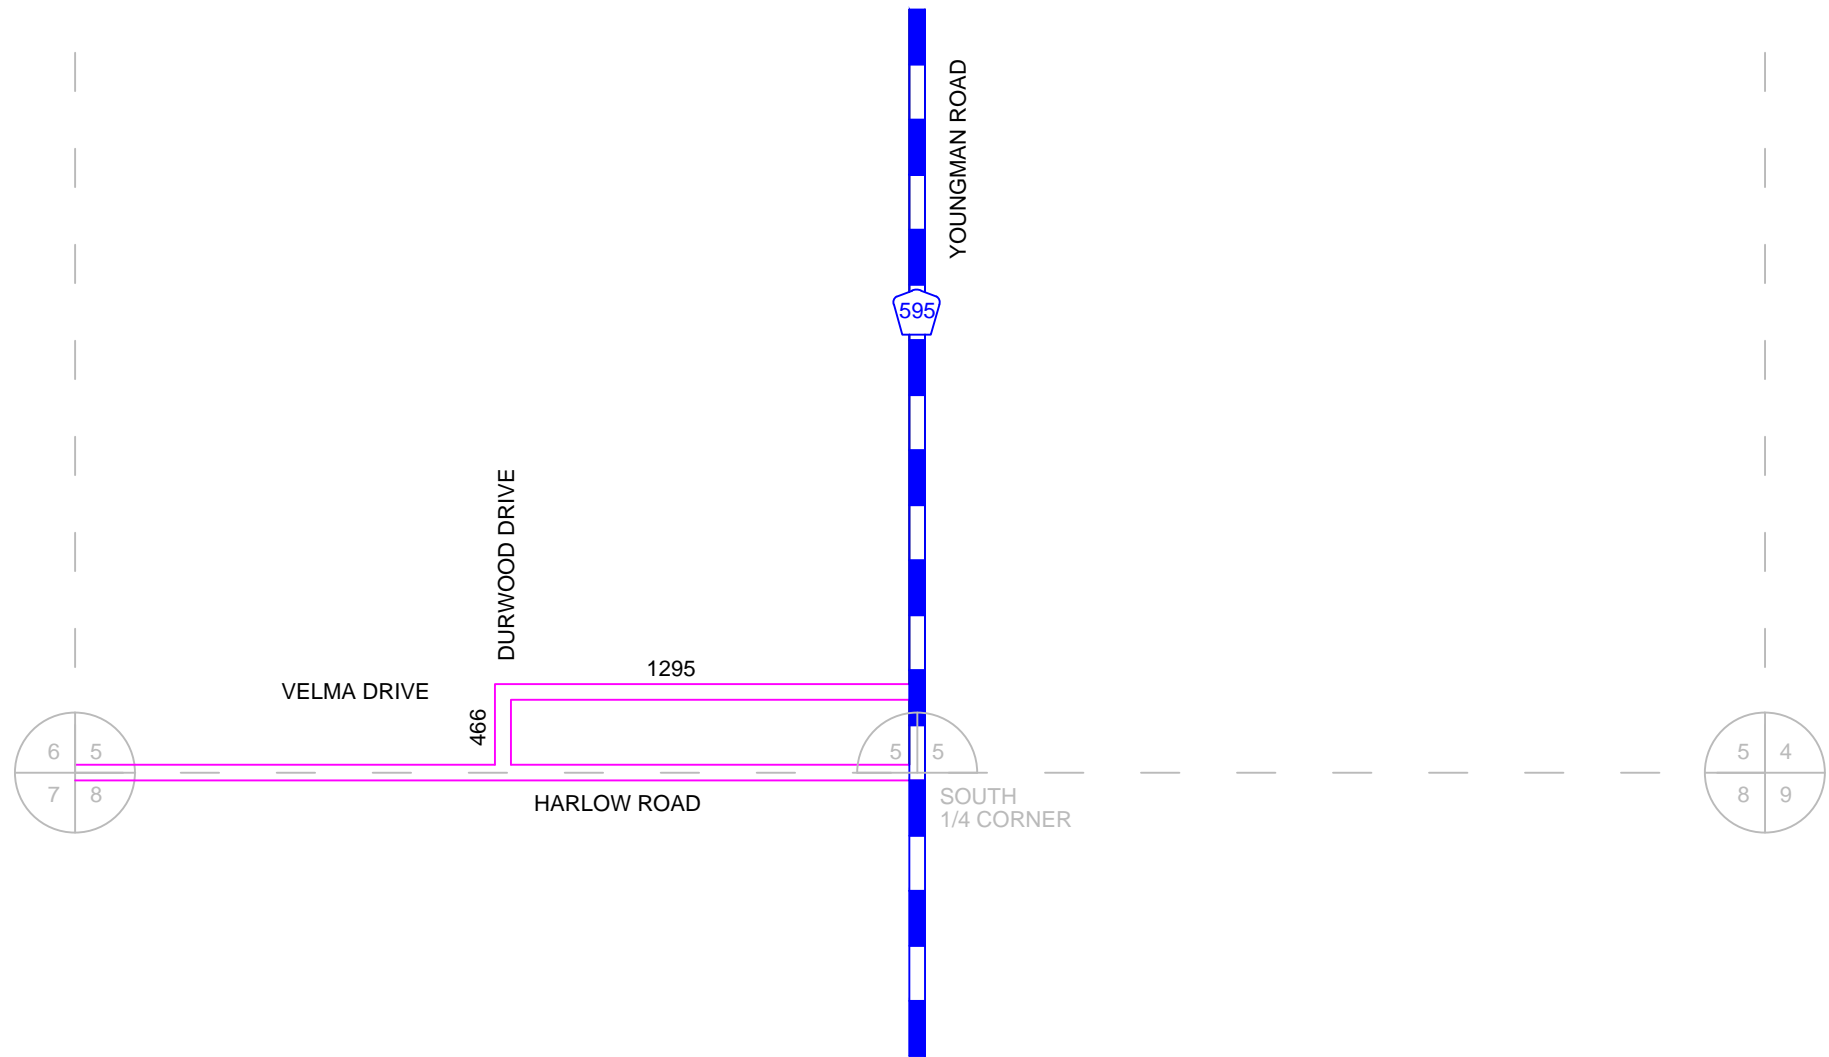 YOUNGMAN ROAD
595
DURWOOD DRIVE
1295
VELMA DRIVE
466
6 5
7 8
5 5
5 4
8 9
SOUTH
1/4 CORNER
HARLOW ROAD